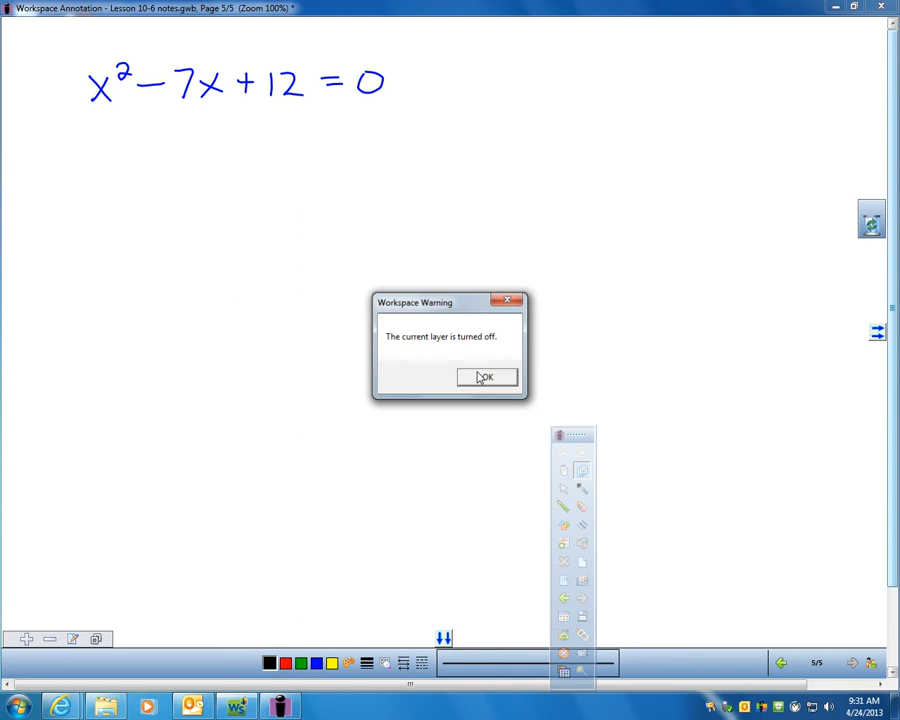 Workspace Annotation - Lesson 10-6 notes.gwb, Page 5/5 (Zoom 100%) *
x² - 7x + 12 = 0
Workspace Warning
The current layer is turned off.
OK
5/5
9:31 AM
4/24/2013